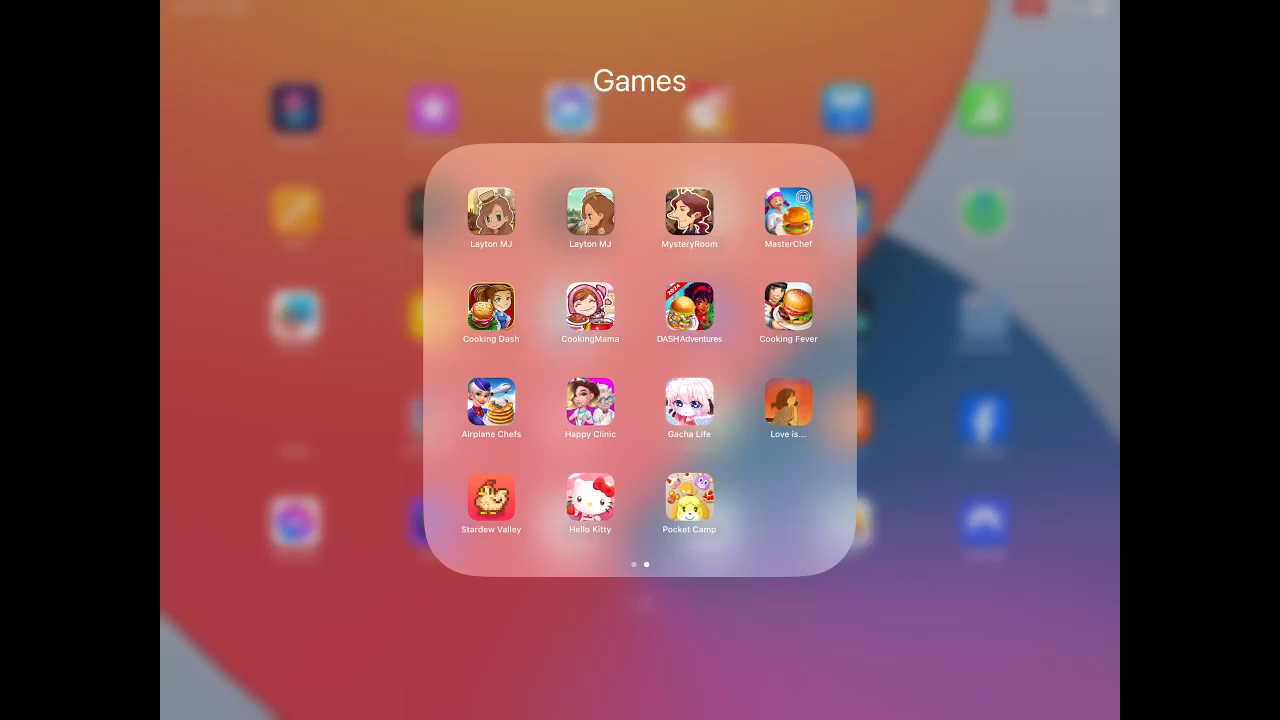 Games
Layton MJ
Layton MJ
MysteryRoom
MasterChef
Cooking Dash
CookingMama
2024
DASHAdventures
Cooking Fever
Airplane Chefs
Happy Clinic
Gacha Life
Love is...
Stardew Valley
Hello Kitty
Pocket Camp